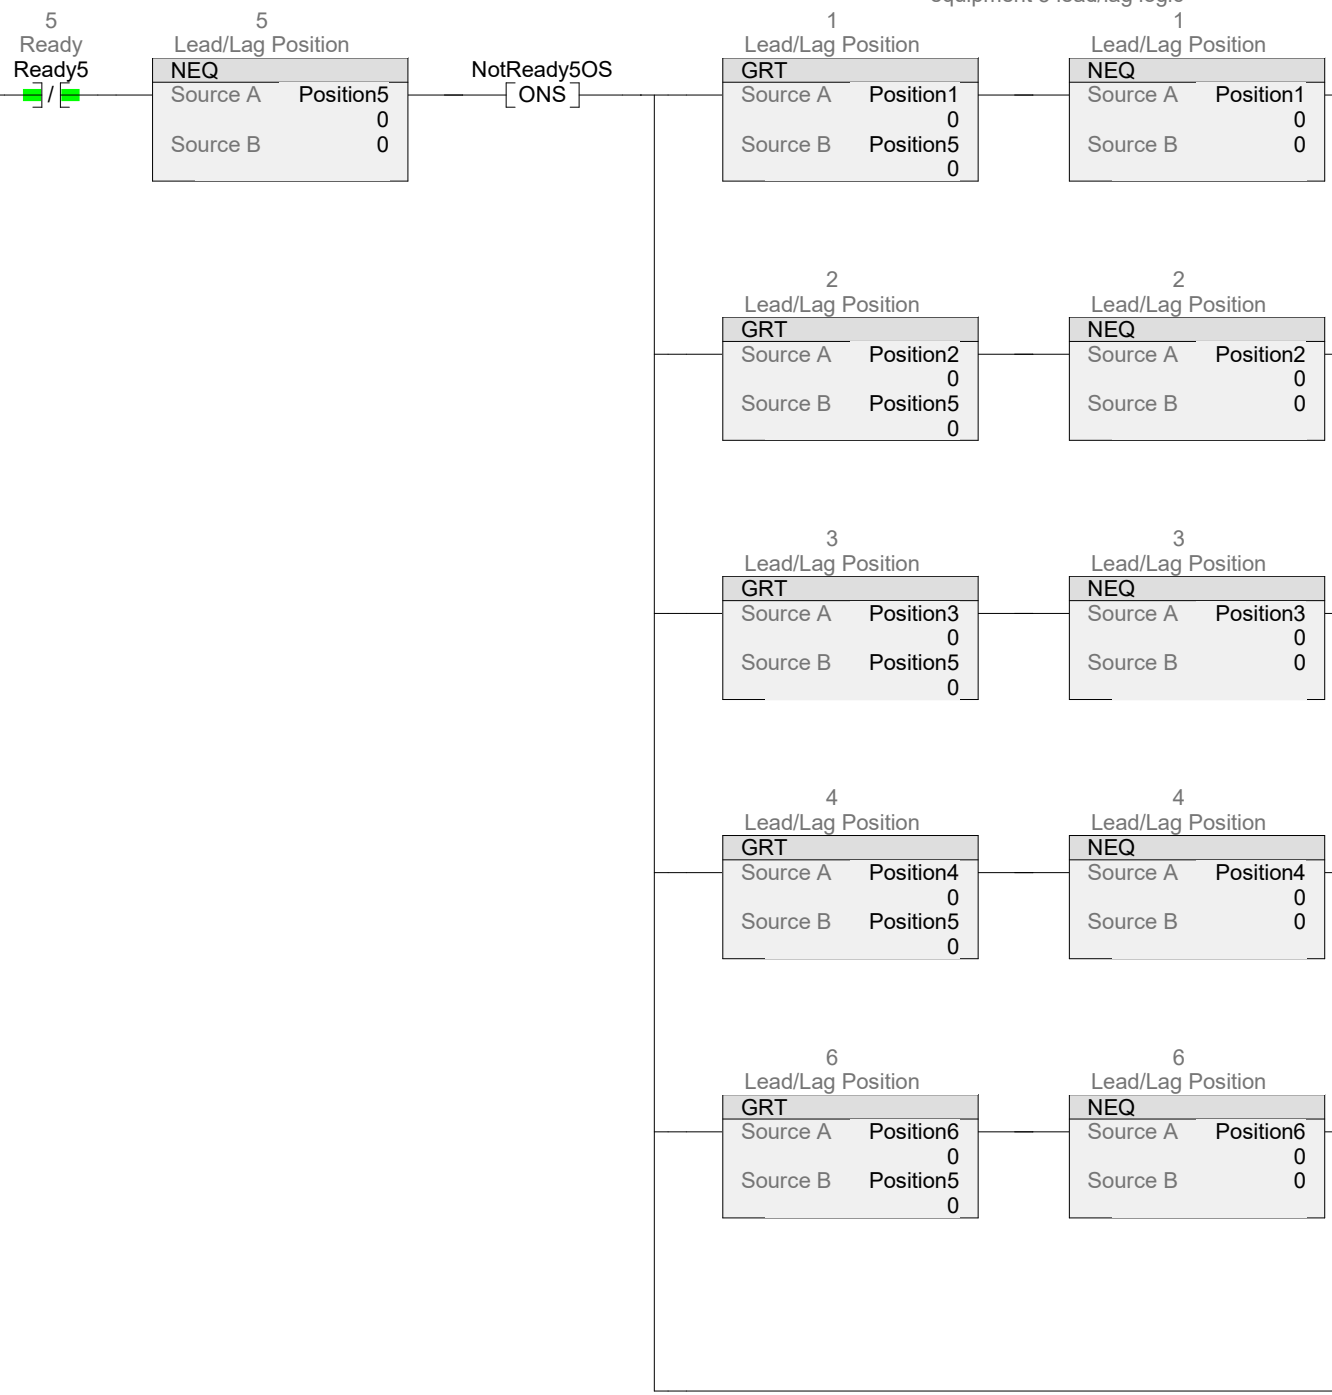 equipment's lead/lag logic
5
Ready
Ready5
/
5
Lead/Lag Position
NEQ
Source A Position5
0
Source B 0
NotReady5OS
ONS
1
Lead/Lag Position
GRT
Source A Position1
0
Source B Position5
0
1
Lead/Lag Position
NEQ
Source A Position1
0
Source B 0
2
Lead/Lag Position
GRT
Source A Position2
0
Source B Position5
0
2
Lead/Lag Position
NEQ
Source A Position2
0
Source B 0
3
Lead/Lag Position
GRT
Source A Position3
0
Source B Position5
0
3
Lead/Lag Position
NEQ
Source A Position3
0
Source B 0
4
Lead/Lag Position
GRT
Source A Position4
0
Source B Position5
0
4
Lead/Lag Position
NEQ
Source A Position4
0
Source B 0
6
Lead/Lag Position
GRT
Source A Position6
0
Source B Position5
0
6
Lead/Lag Position
NEQ
Source A Position6
0
Source B 0